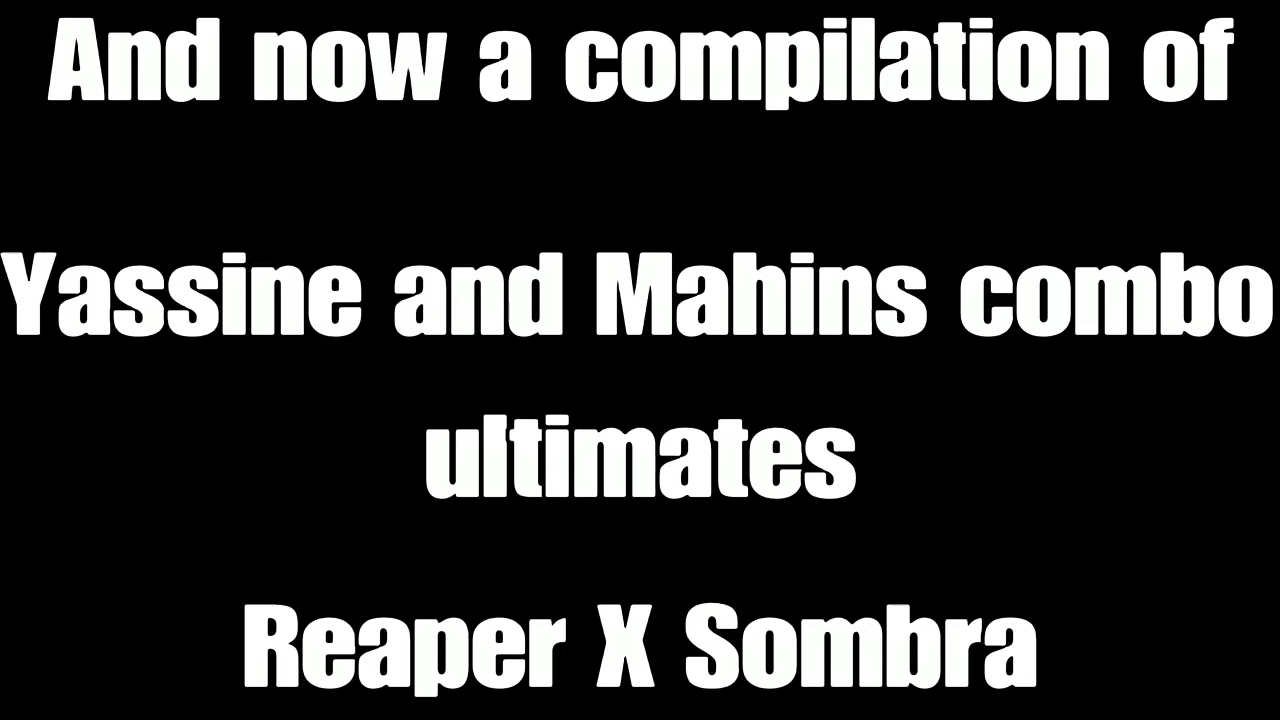 And now a compilation of
Yassine and Mahins combo
ultimates
Reaper X Sombra